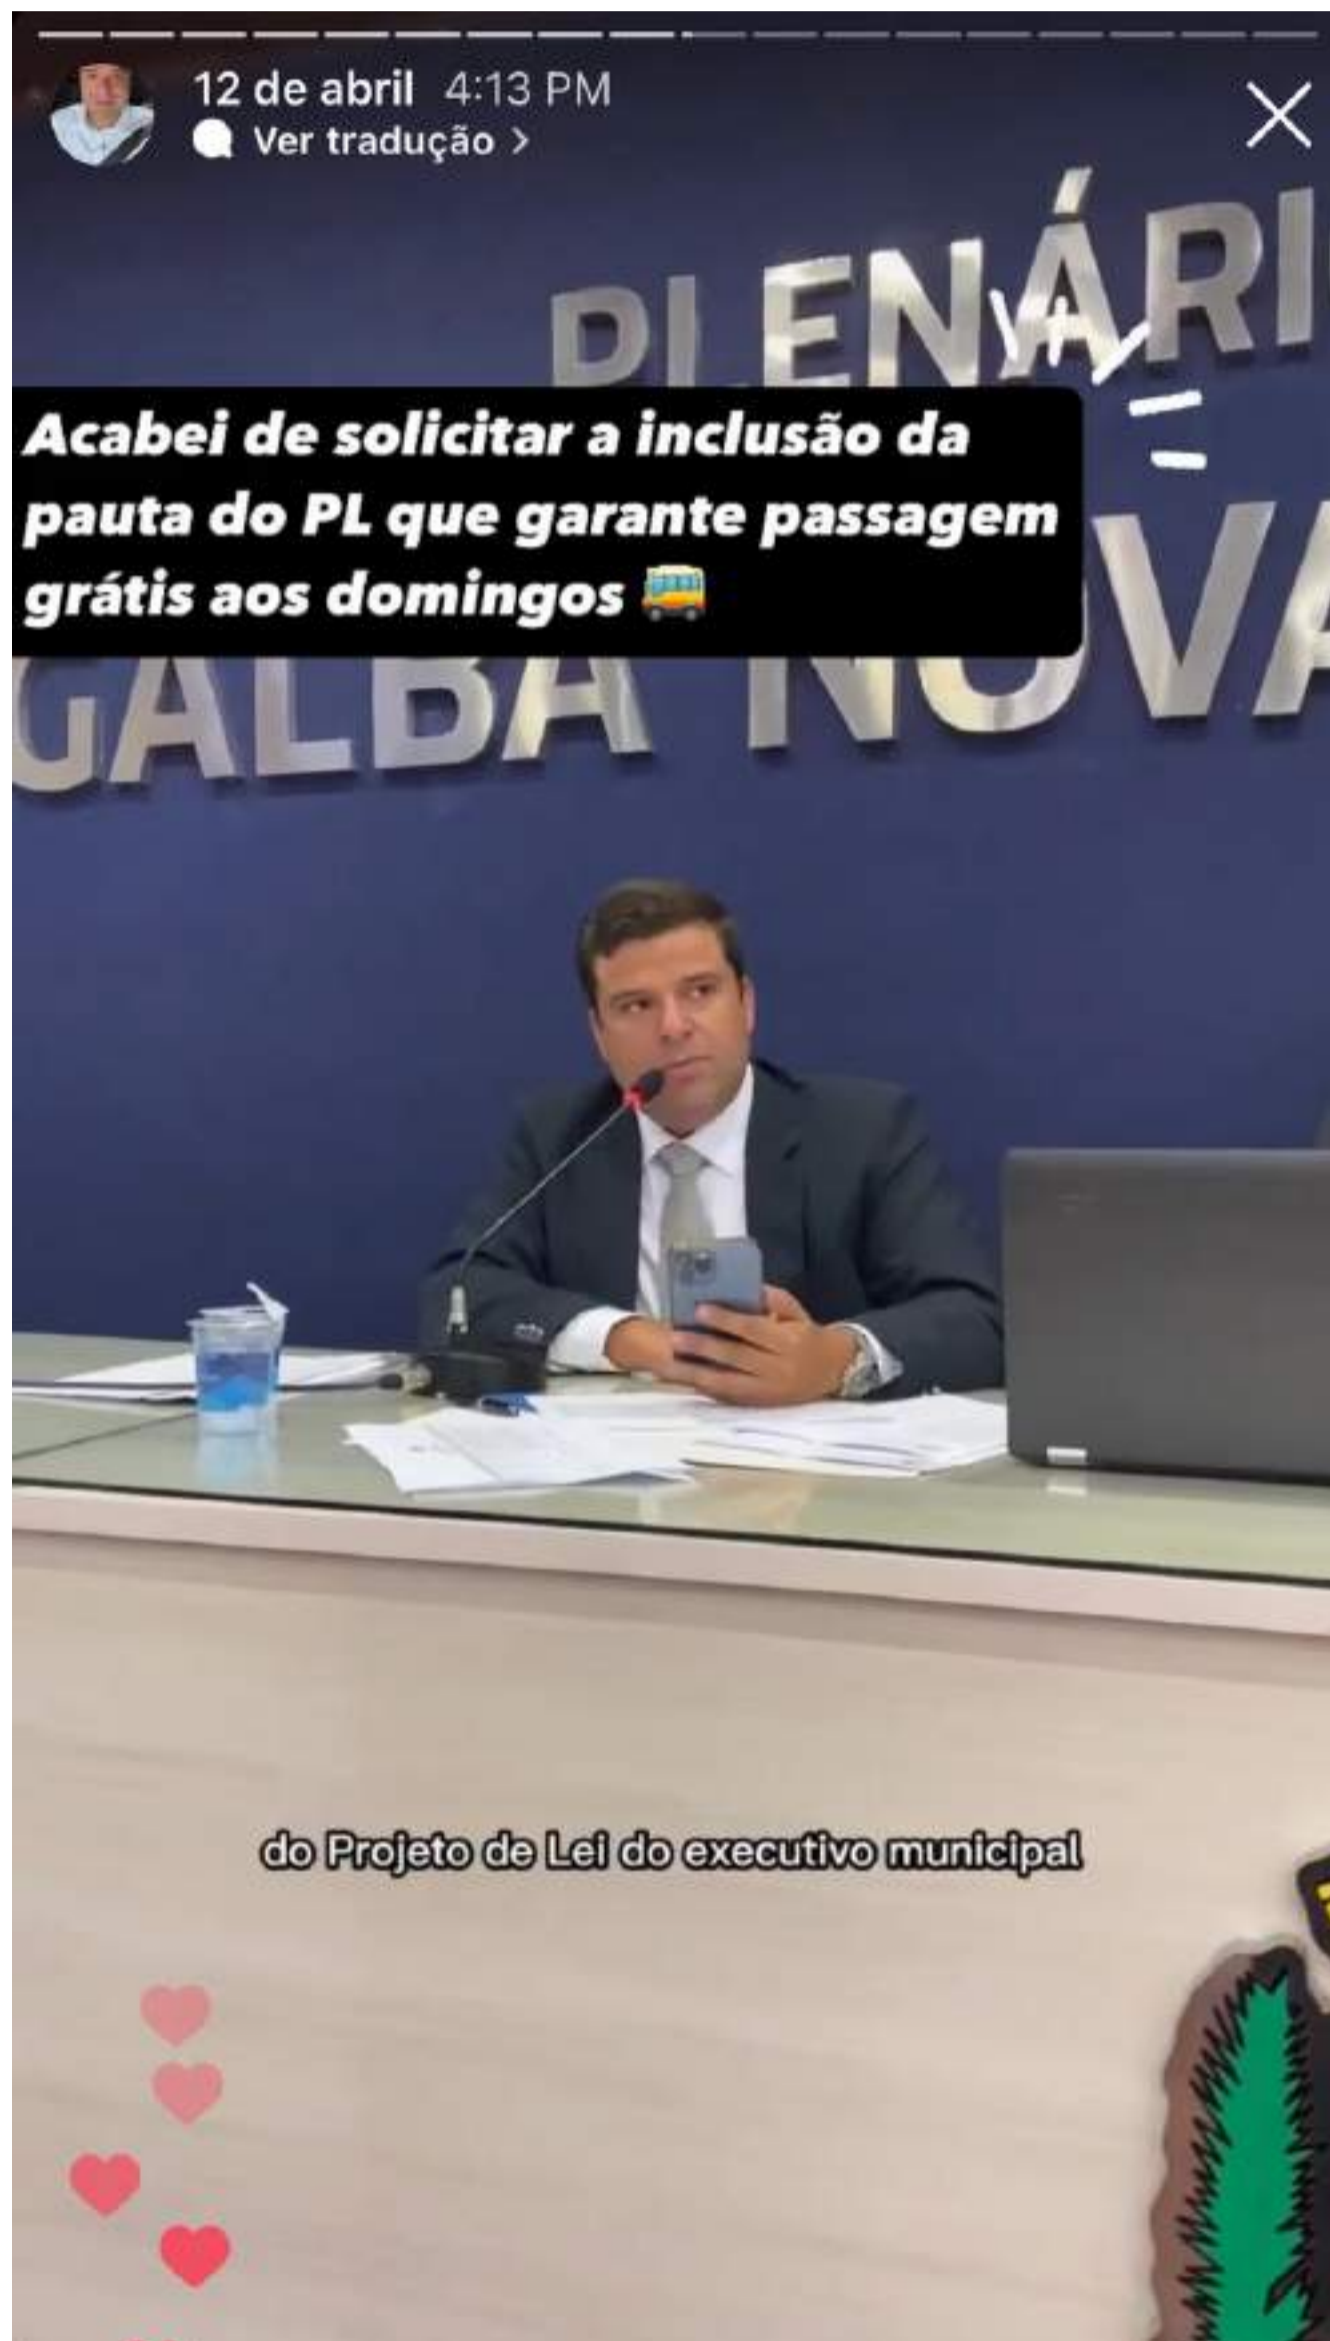 12 de abril 4:13 PM
Ver tradução >
PLENÁRI
Acabei de solicitar a inclusão da
pauta do PL que garante passagem
grátis aos domingos
GALBA NOVA
do Projeto de Lei do executivo municipal